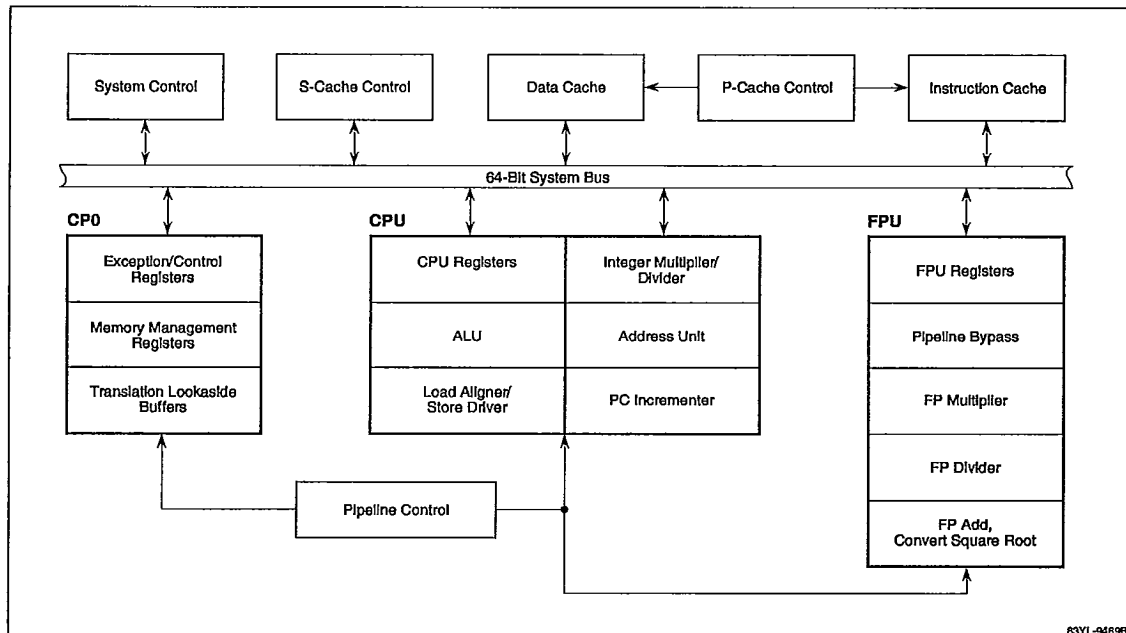 System Control
S-Cache Control
Data Cache
P-Cache Control
Instruction Cache
64-Bit System Bus
CP0
Exception/Control
Registers
Memory Management
Registers
Translation Lookaside
Buffers
CPU
CPU Registers
Integer Multiplier/
Divider
ALU
Address Unit
Load Aligner/
Store Driver
PC Incrementer
FPU
FPU Registers
Pipeline Bypass
FP Multiplier
FP Divider
FP Add,
Convert Square Root
Pipeline Control
83YL-9469B